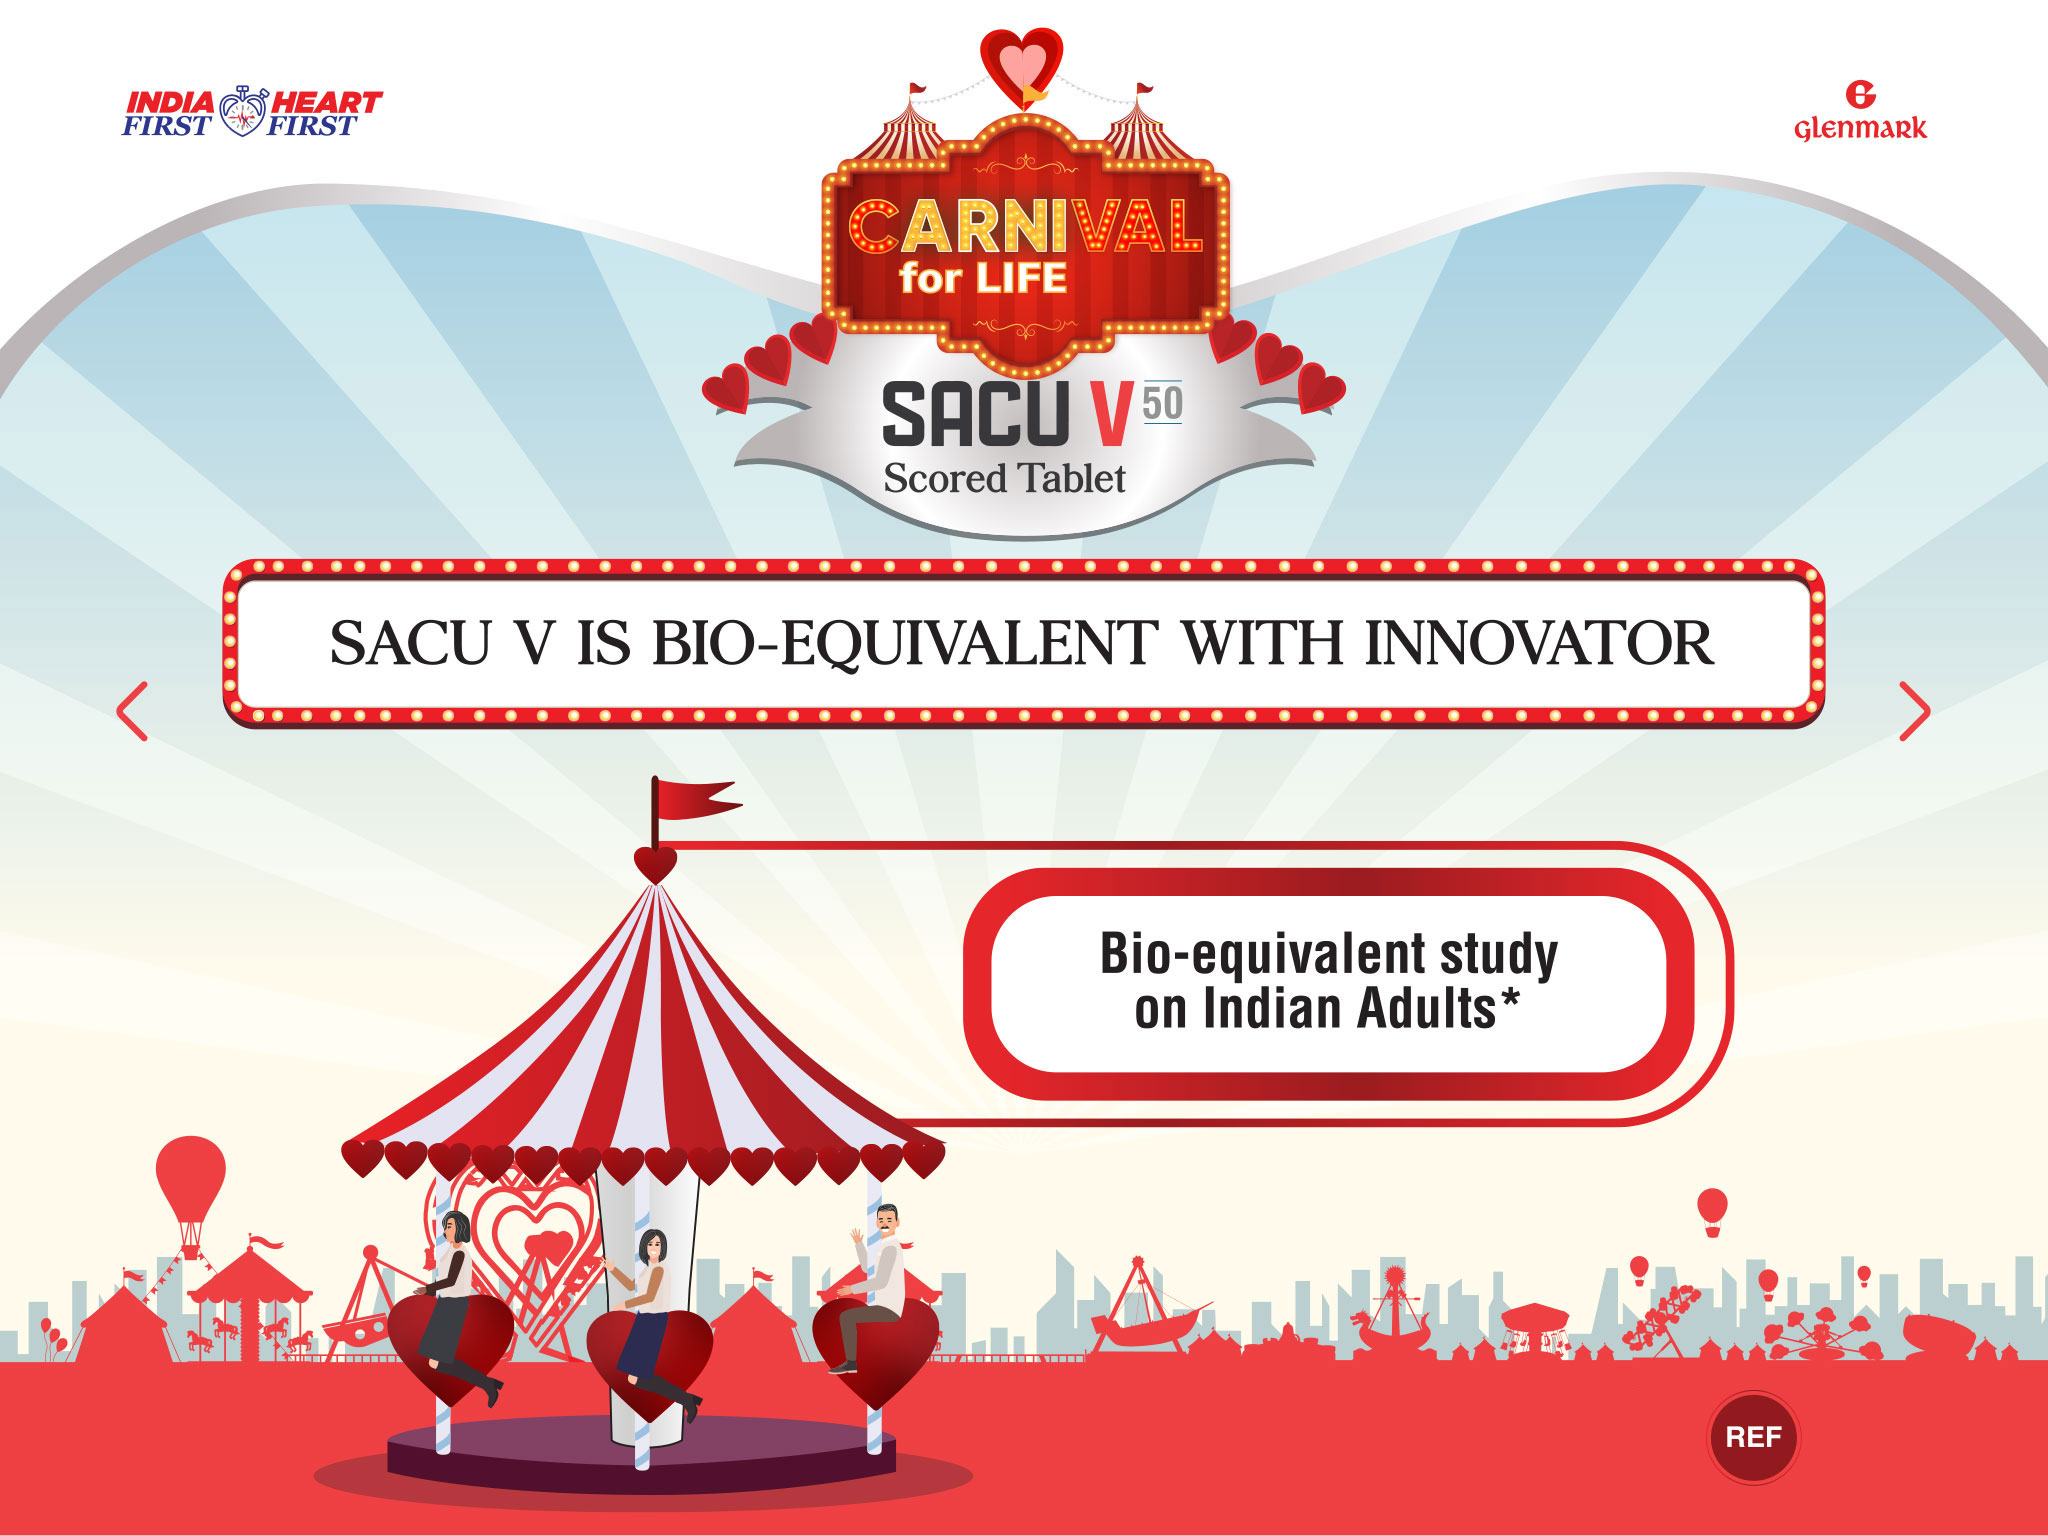 INDIA HEART
FIRST FIRST
glenmark
CARNIVAL
for LIFE
SACU V 50
Scored Tablet
SACU V IS BIO-EQUIVALENT WITH INNOVATOR
Bio-equivalent study
on Indian Adults*
REF